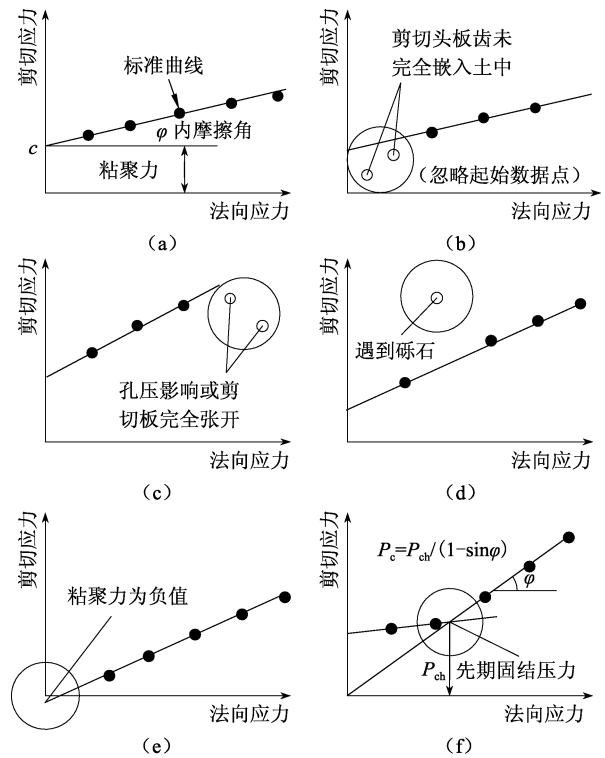 剪切应力
标准曲线
φ 内摩擦角
c
粘聚力
法向应力
(a)
剪切应力
剪切头板齿未
完全嵌入土中
(忽略起始数据点)
法向应力
(b)
剪切应力
孔压影响或剪
切板完全张开
法向应力
(c)
剪切应力
遇到砾石
法向应力
(d)
剪切应力
粘聚力为负值
法向应力
(e)
剪切应力
Pc=Pch/(1-sinφ)
φ
Pch
先期固结压力
法向应力
(f)